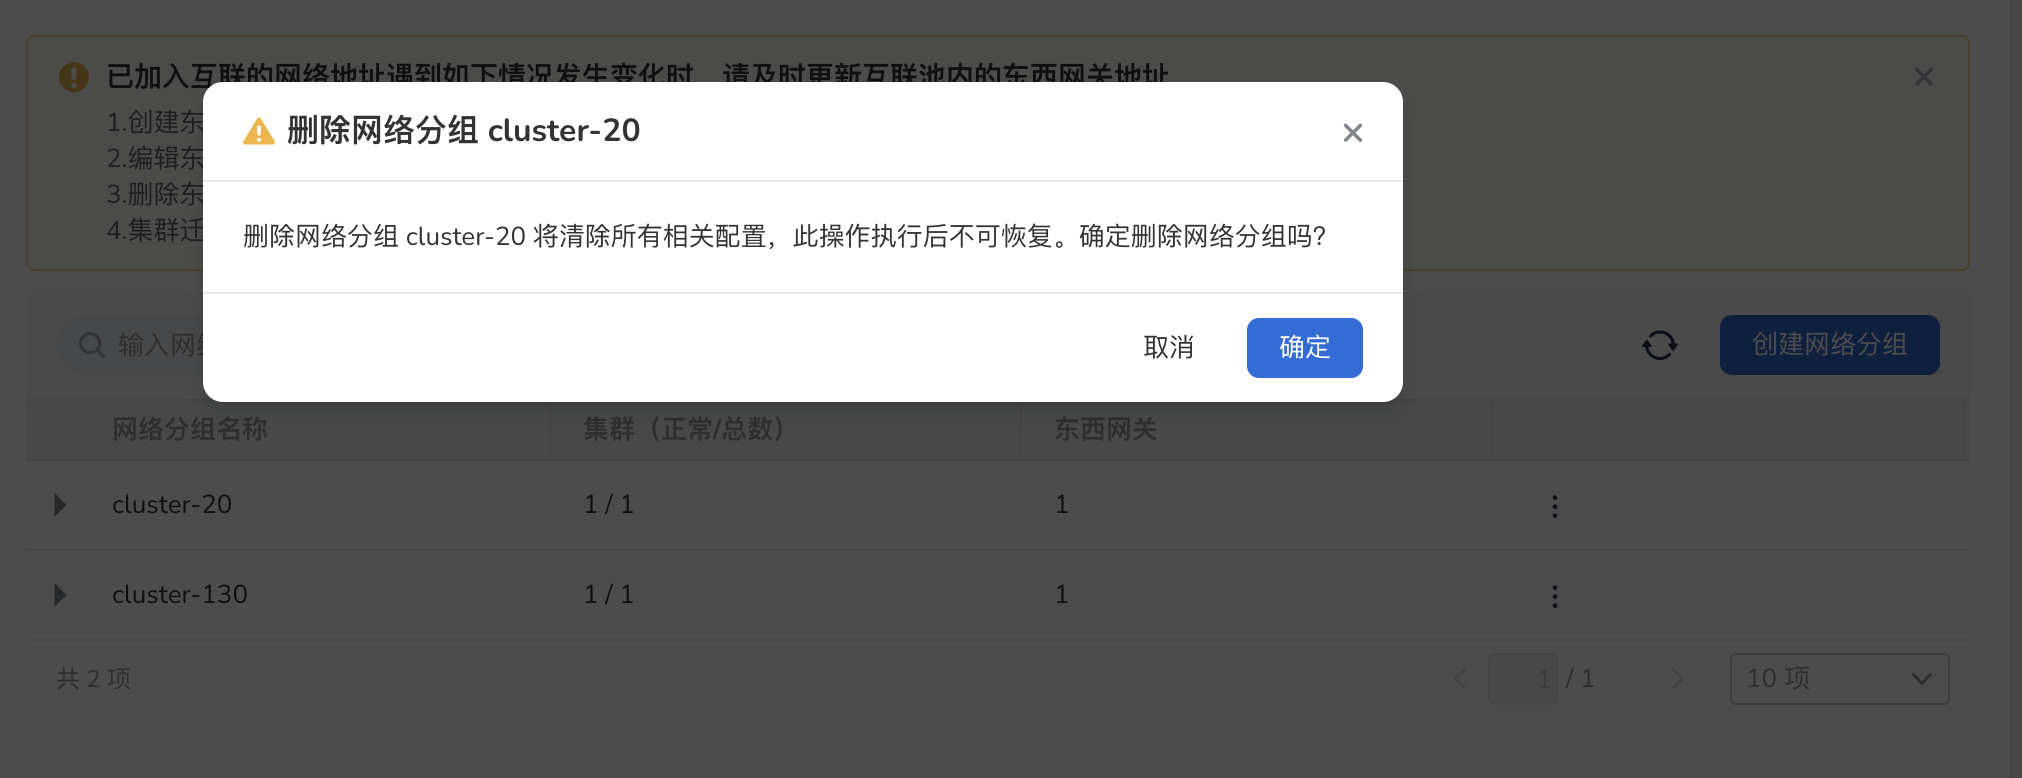 已加入互联的网络地址遇到如下情况发生变化时，请及时更新互联池内的东西网关地址
1.创建东
2.编辑东
3.删除东
4.集群迁
删除网络分组 cluster-20
删除网络分组 cluster-20 将清除所有相关配置，此操作执行后不可恢复。确定删除网络分组吗？
取消
确定
输入网络
创建网络分组
网络分组名称
集群（正常/总数）
东西网关
cluster-20
1 / 1
1
cluster-130
1 / 1
1
共 2 项
1 / 1
10 项